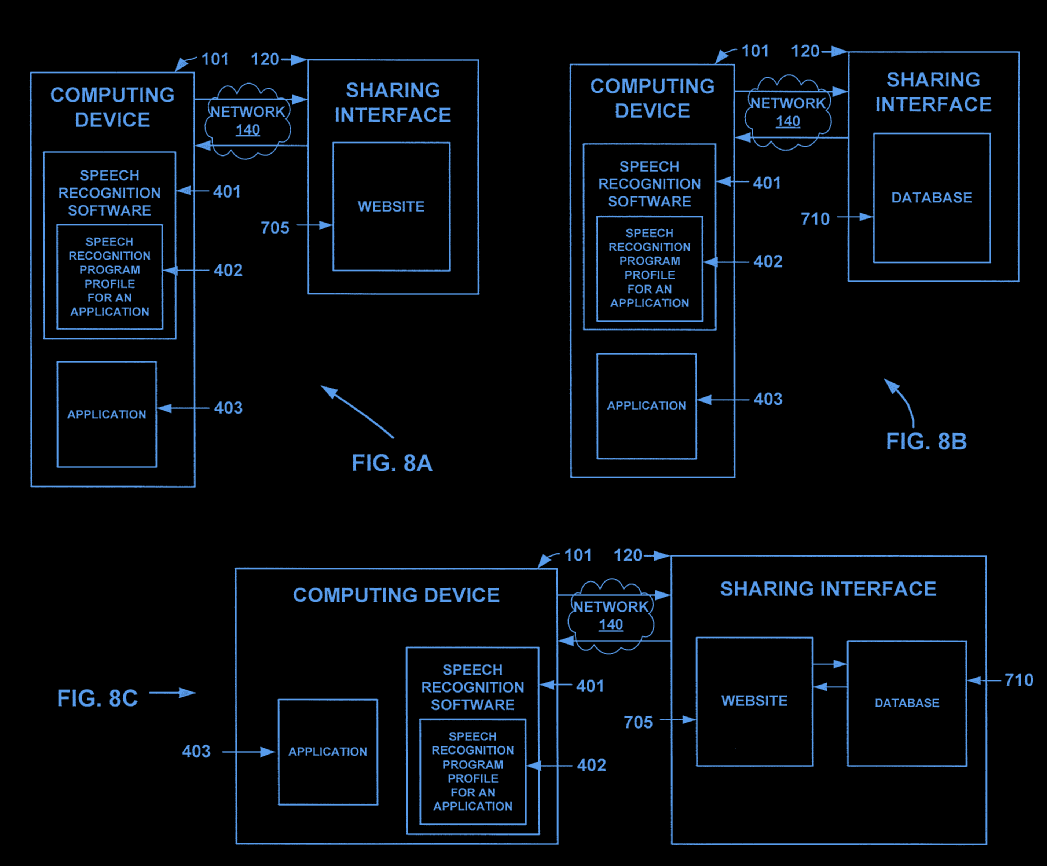 101
120
COMPUTING
DEVICE
NETWORK
140
SHARING
INTERFACE
SPEECH
RECOGNITION
SOFTWARE
401
SPEECH
RECOGNITION
PROGRAM
PROFILE
FOR AN
APPLICATION
402
705
WEBSITE
APPLICATION
403
FIG. 8A
101
120
COMPUTING
DEVICE
NETWORK
140
SHARING
INTERFACE
SPEECH
RECOGNITION
SOFTWARE
401
SPEECH
RECOGNITION
PROGRAM
PROFILE
FOR AN
APPLICATION
402
710
DATABASE
APPLICATION
403
FIG. 8B
101
120
COMPUTING DEVICE
NETWORK
140
SHARING INTERFACE
FIG. 8C
SPEECH
RECOGNITION
SOFTWARE
401
403
APPLICATION
SPEECH
RECOGNITION
PROGRAM
PROFILE
FOR AN
APPLICATION
402
705
WEBSITE
DATABASE
710